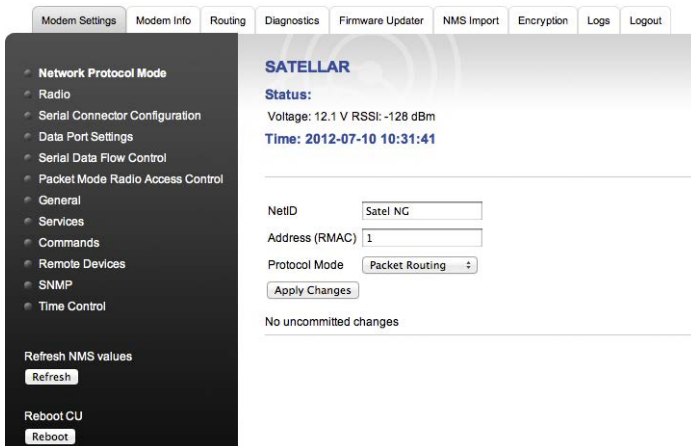 Modem Settings
Modem Info
Routing
Diagnostics
Firmware Updater
NMS Import
Encryption
Logs
Logout
Network Protocol Mode
Radio
Serial Connector Configuration
Data Port Settings
Serial Data Flow Control
Packet Mode Radio Access Control
General
Services
Commands
Remote Devices
SNMP
Time Control
Refresh NMS values
Refresh
Reboot CU
Reboot
SATELLAR
Status:
Voltage: 12.1 V RSSI: -128 dBm
Time: 2012-07-10 10:31:41
NetID Satel NG
Address (RMAC) 1
Protocol Mode Packet Routing
Apply Changes
No uncommitted changes